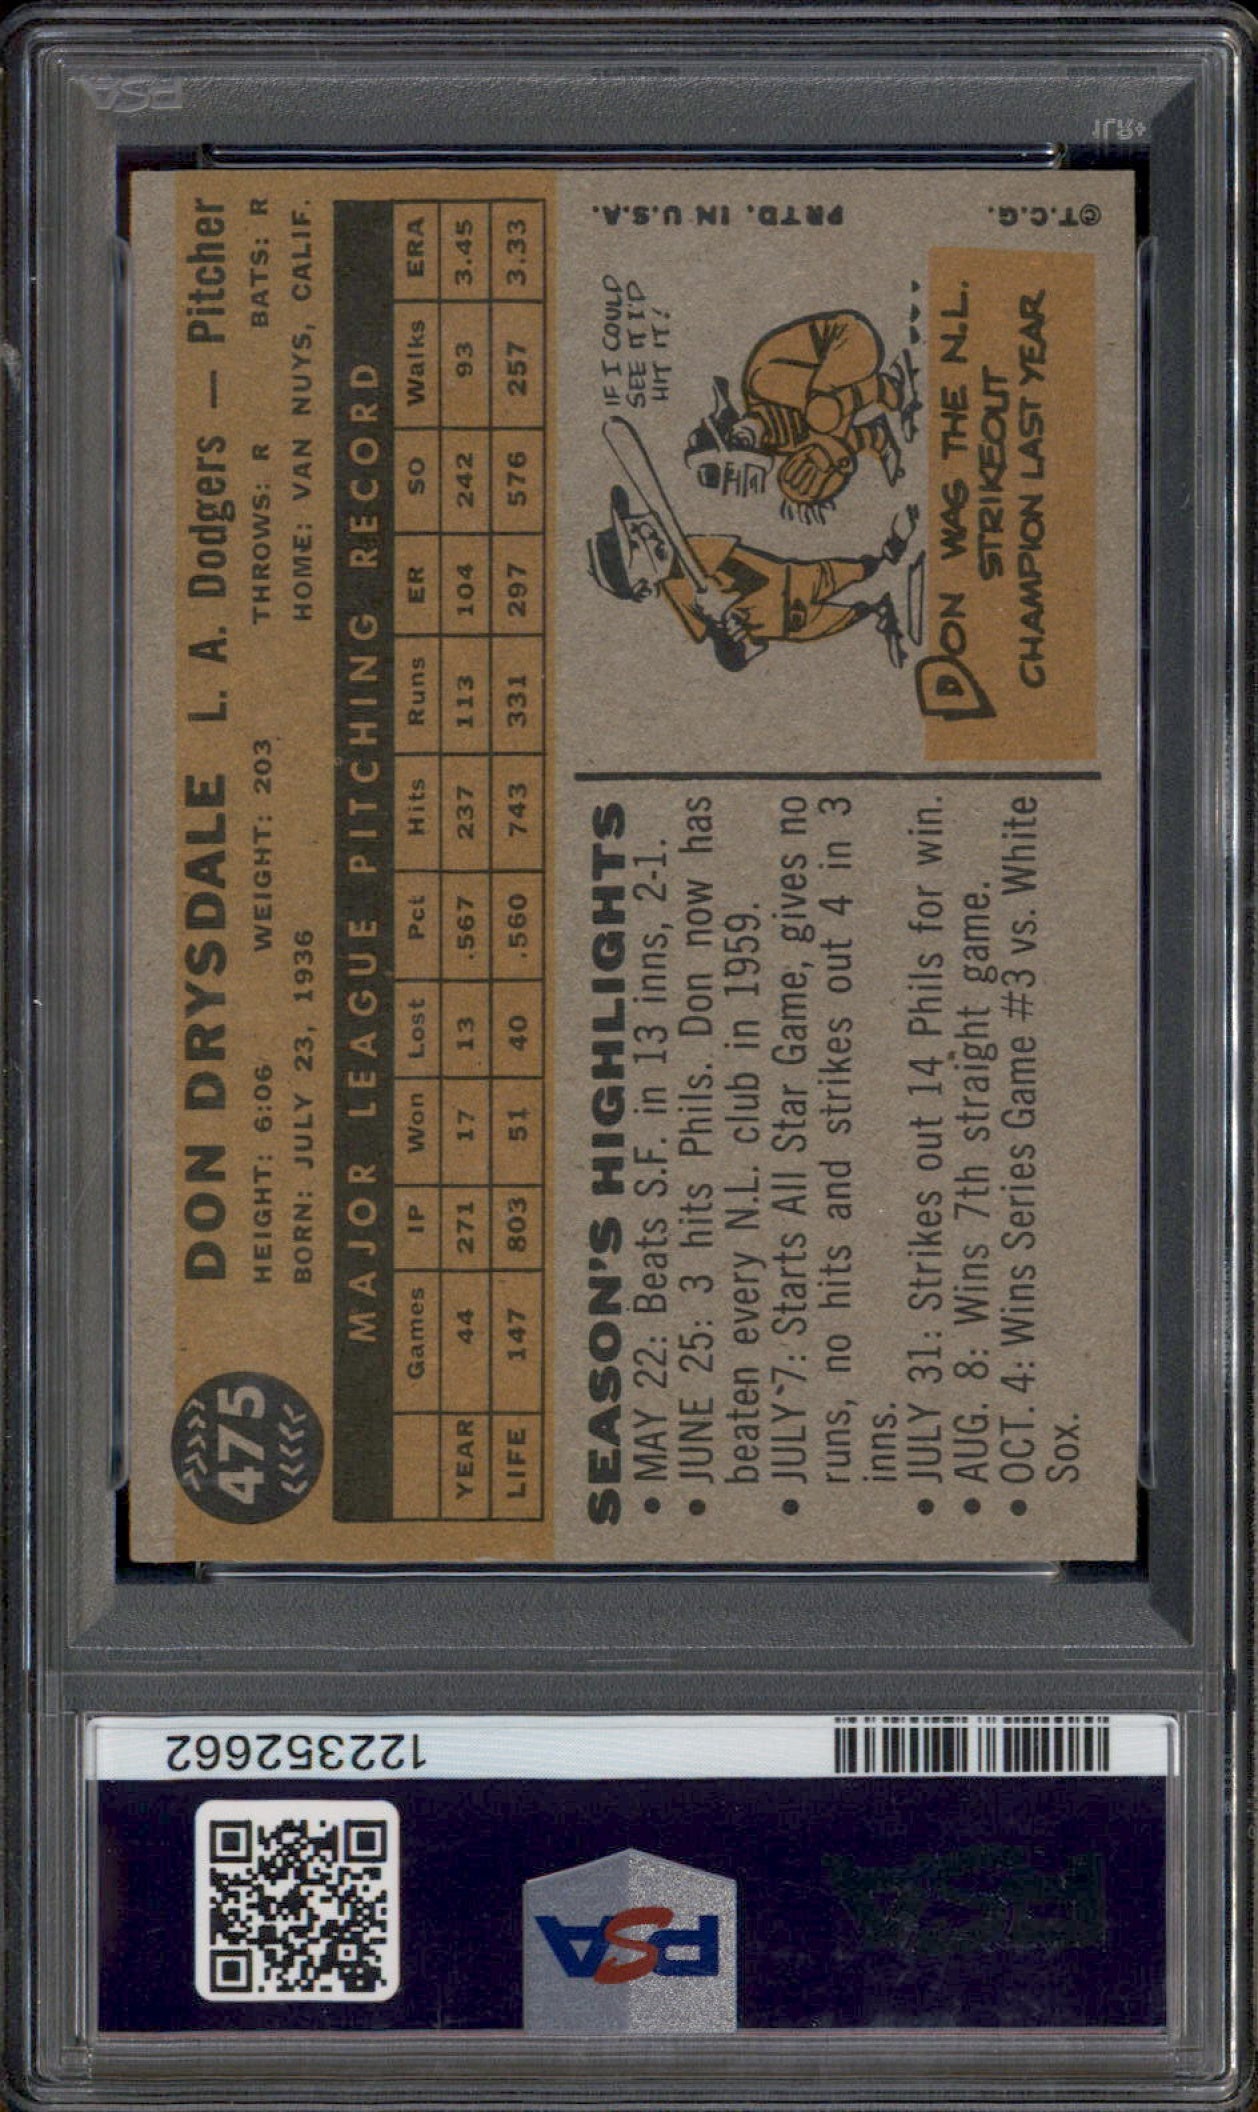 475
DON DRYSDALE L. A. Dodgers — Pitcher
HEIGHT: 6:06 WEIGHT: 203 THROWS: R BATS: R
BORN: JULY 23, 1936 HOME: VAN NUYS, CALIF.
MAJOR LEAGUE PITCHING RECORD
Games IP Won Lost Pct Hits Runs ER SO Walks ERA
YEAR 44 271 17 13 .567 237 113 104 242 93 3.45
LIFE 147 803 51 40 .560 743 331 297 576 257 3.33
SEASON'S HIGHLIGHTS
• MAY 22: Beats S.F. in 13 inns, 2-1.
• JUNE 25: 3 hits Phils. Don now has
beaten every N.L. club in 1959.
• JULY 7: Starts All Star Game, gives no
runs, no hits and strikes out 4 in 3
inns.
• JULY 31: Strikes out 14 Phils for win.
• AUG. 8: Wins 7th straight game.
• OCT. 4: Wins Series Game #3 vs. White
Sox.
IF I COULD
SEE IT I'D
HIT IT!
DON WAS THE N.L.
STRIKEOUT
CHAMPION LAST YEAR
©T.C.G.
PRTD. IN U.S.A.
122352662
PSA
PSA